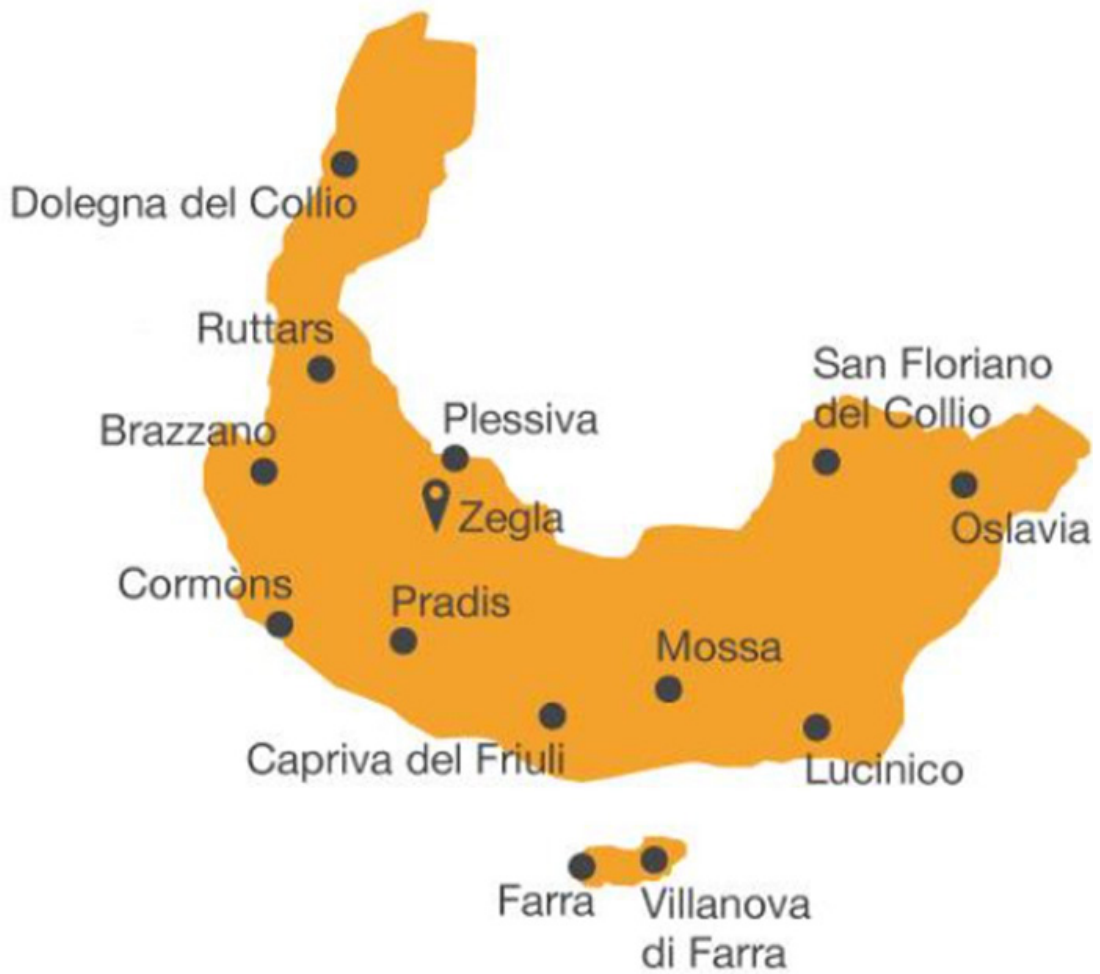 Dolegna del Collio
Ruttars
San Floriano
del Collio
Plessiva
Brazzano
Zegla
Oslavia
Cormòns
Pradis
Mossa
Capriva del Friuli
Lucinico
Farra
Villanova
di Farra